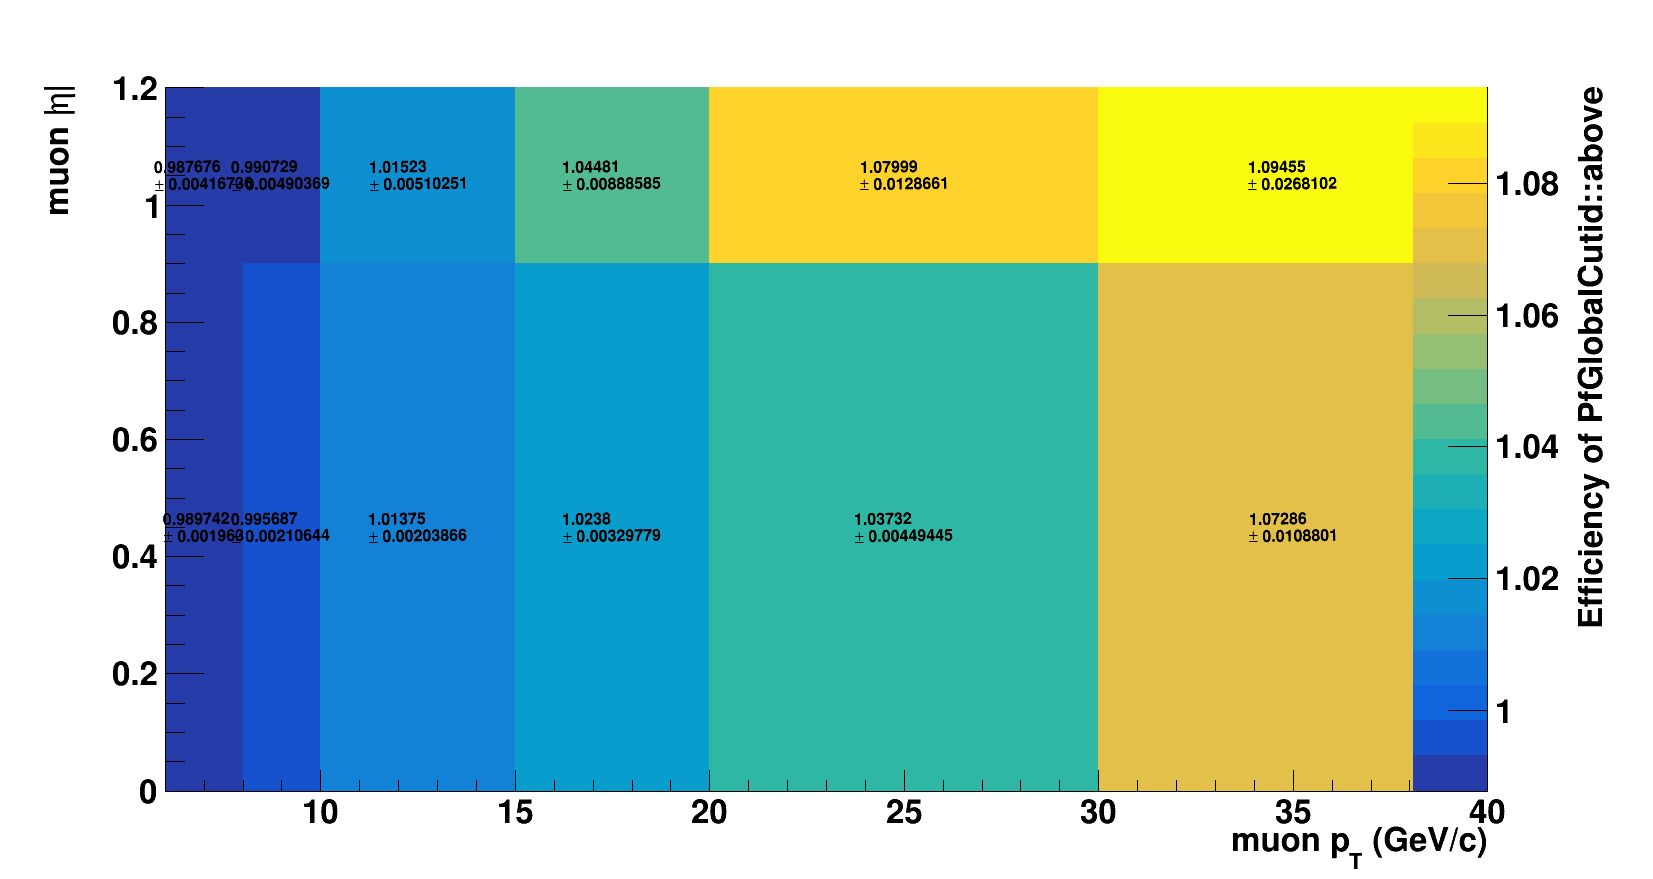 muon |η|
1.2
1
0.8
0.6
0.4
0.2
0
0.987676 0.990729 1.01523 1.04481 1.07999 1.09455
± 0.00490369 ± 0.00510251 ± 0.00888585 ± 0.0128661 ± 0.0268102
0.989742 0.995687 1.01375 1.0238 1.03732 1.07286
± 0.00210644 ± 0.00203866 ± 0.00329779 ± 0.00449445 ± 0.0108801
10 15 20 25 30 35 40
muon pT (GeV/c)
1.08
1.06
1.04
1.02
1
Efficiency of PfGlobalCutid::above